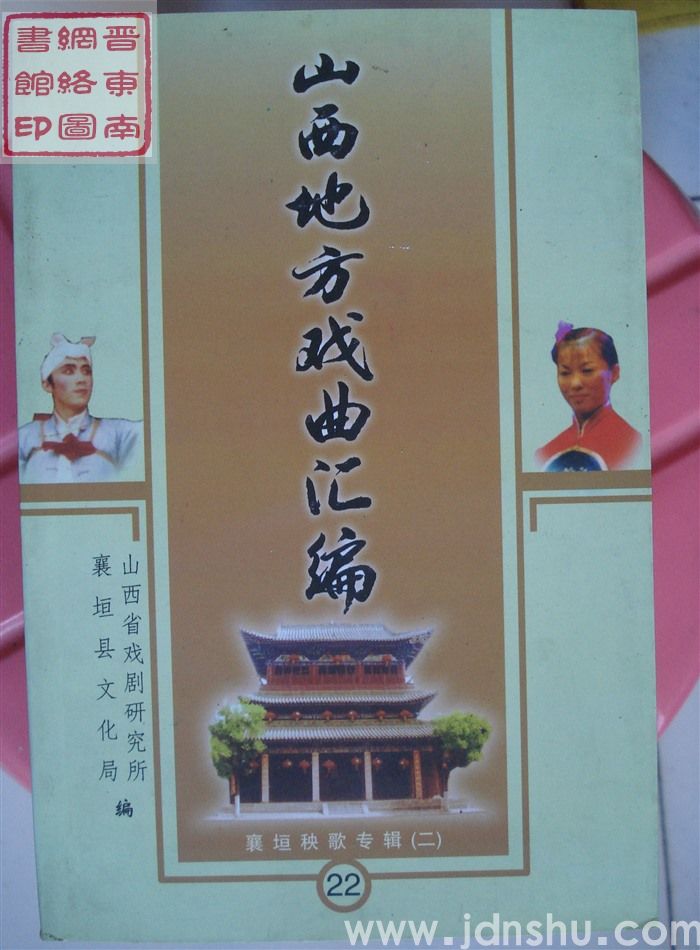 晋东南
網絡圖
書館印
山西地方戏曲汇编
山西省戏剧研究所
襄垣县文化局
编
襄垣秧歌专辑(二)
22
www.jdnshu.com